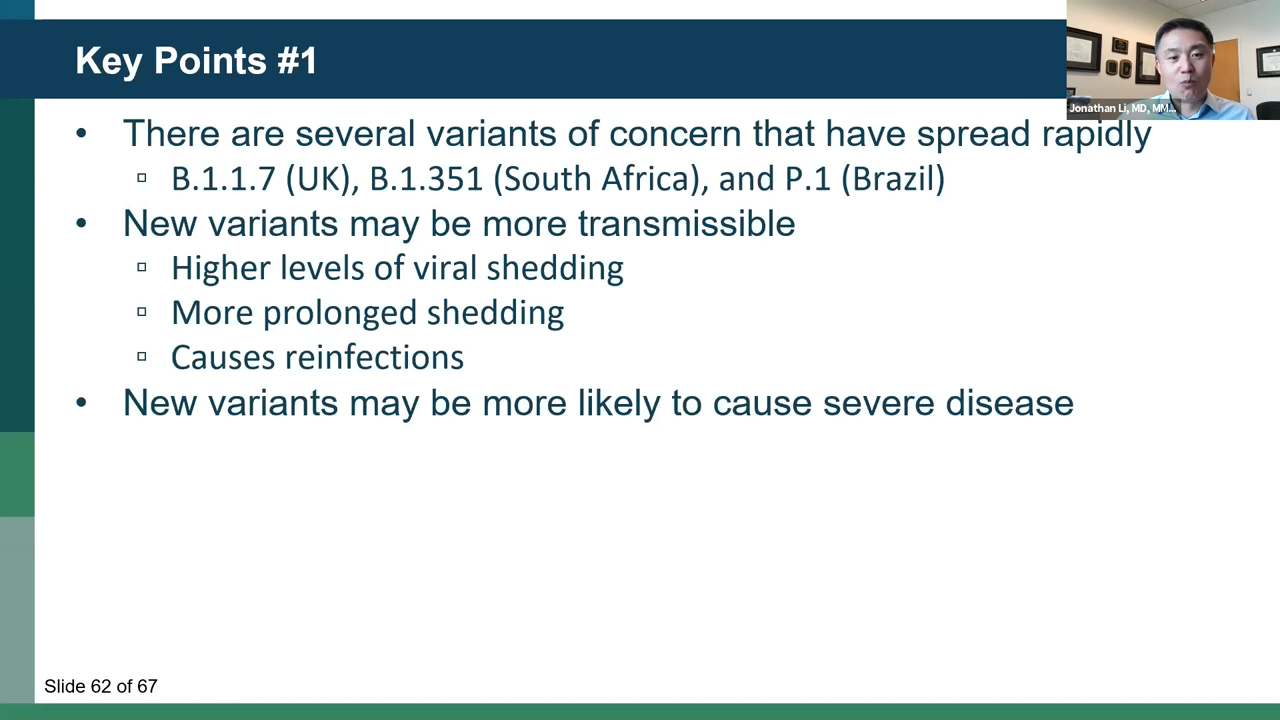 Key Points #1
Jonathan Li, MD, MM...
• There are several variants of concern that have spread rapidly
▫ B.1.1.7 (UK), B.1.351 (South Africa), and P.1 (Brazil)
• New variants may be more transmissible
▫ Higher levels of viral shedding
▫ More prolonged shedding
▫ Causes reinfections
• New variants may be more likely to cause severe disease
Slide 62 of 67